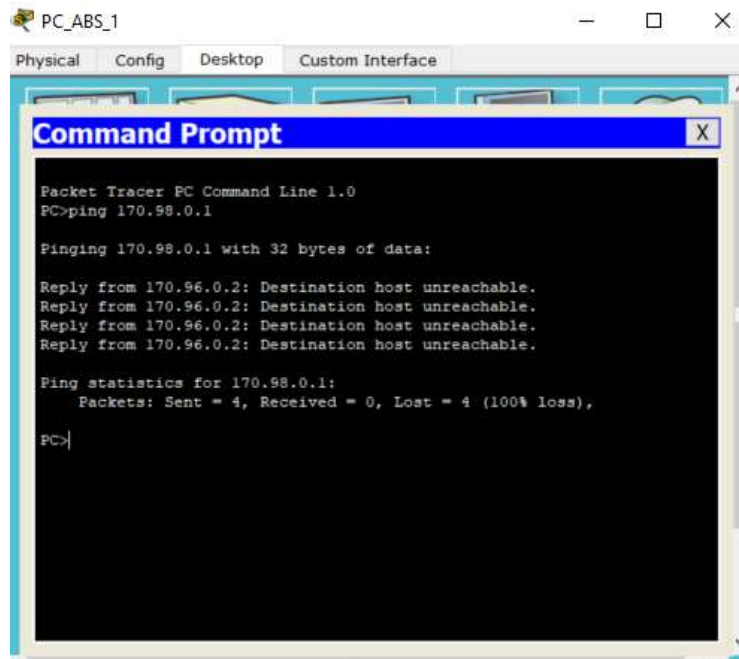 PC_ABS_1
Physical Config Desktop Custom Interface
Command Prompt X
Packet Tracer PC Command Line 1.0
PC>ping 170.98.0.1
Pinging 170.98.0.1 with 32 bytes of data:
Reply from 170.96.0.2: Destination host unreachable.
Reply from 170.96.0.2: Destination host unreachable.
Reply from 170.96.0.2: Destination host unreachable.
Reply from 170.96.0.2: Destination host unreachable.
Ping statistics for 170.98.0.1:
Packets: Sent = 4, Received = 0, Lost = 4 (100% loss),
PC>